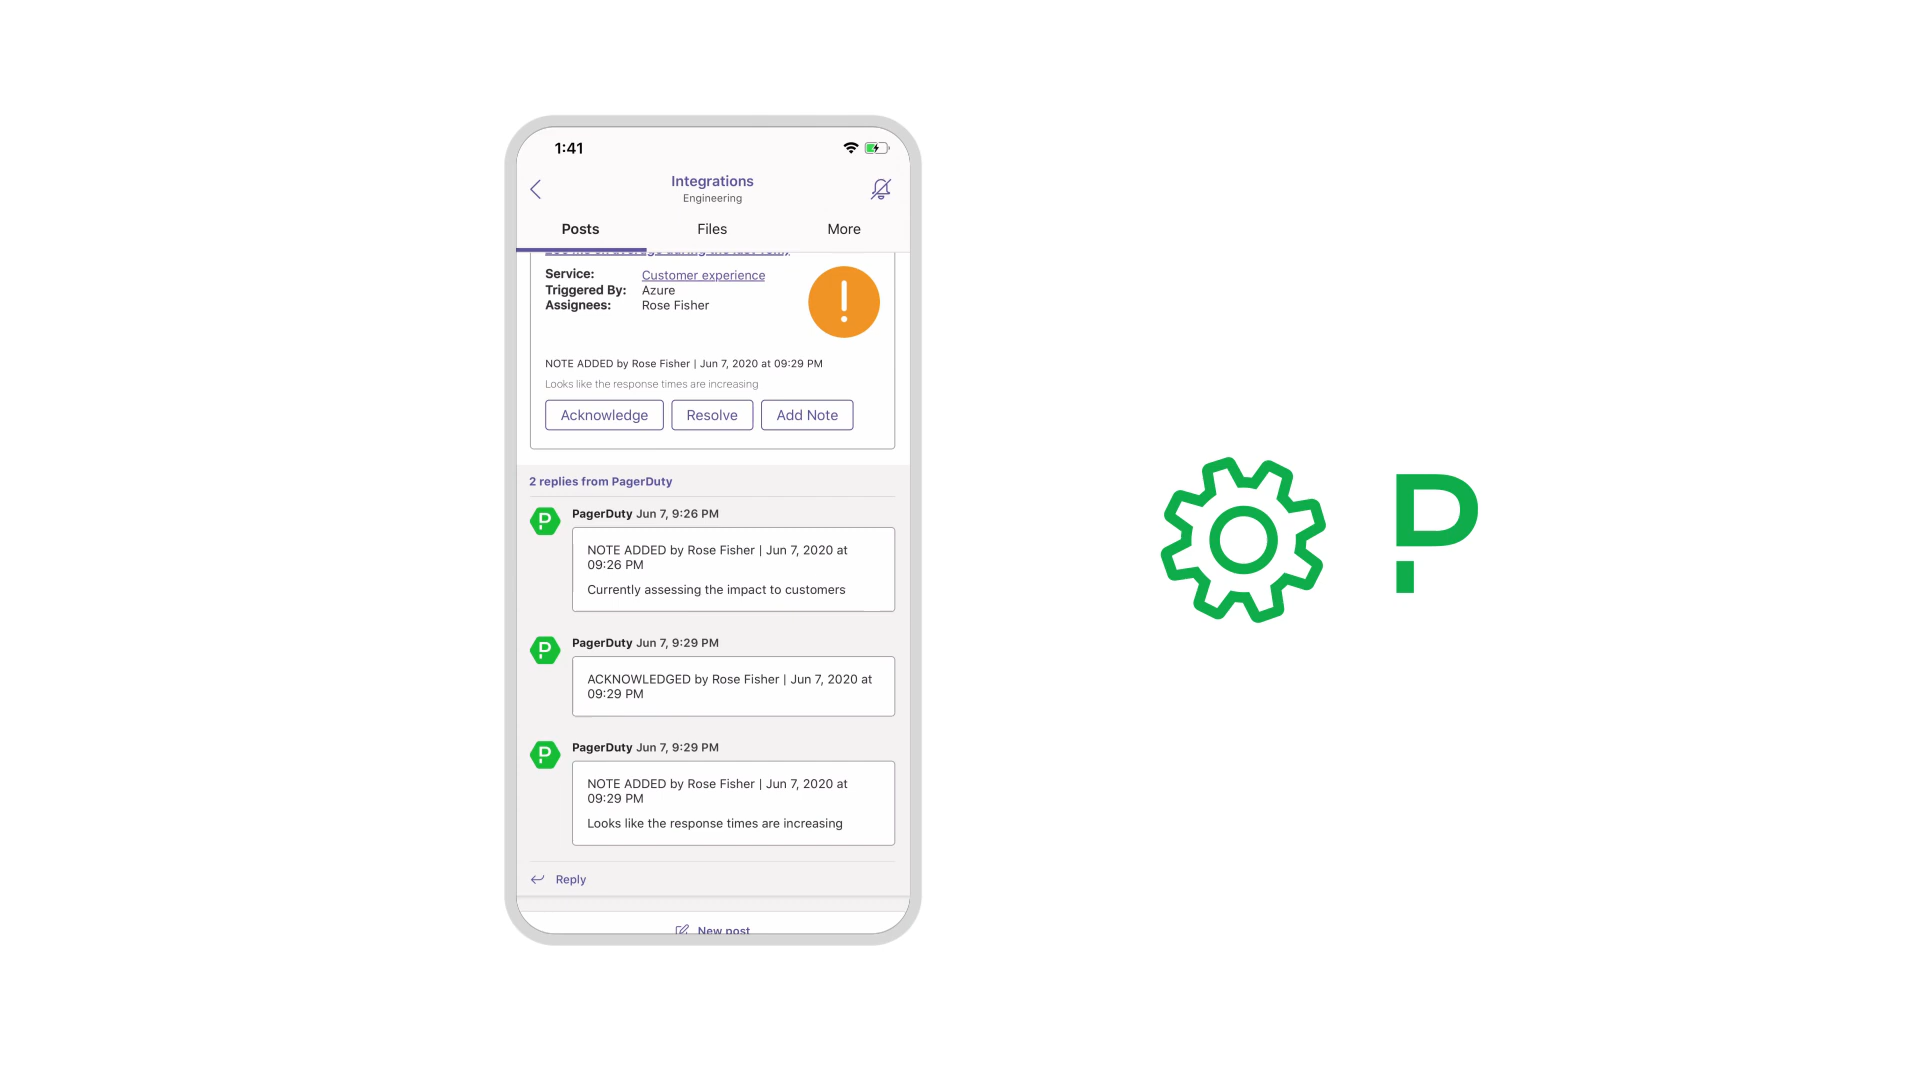 1:41
Integrations
Engineering
Posts Files More
Service: Customer experience
Triggered By: Azure
Assignees: Rose Fisher
NOTE ADDED by Rose Fisher | Jun 7, 2020 at 09:29 PM
Looks like the response times are increasing
Acknowledge Resolve Add Note
2 replies from PagerDuty
PagerDuty Jun 7, 9:26 PM
NOTE ADDED by Rose Fisher | Jun 7, 2020 at
09:26 PM
Currently assessing the impact to customers
PagerDuty Jun 7, 9:29 PM
ACKNOWLEDGED by Rose Fisher | Jun 7, 2020 at
09:29 PM
PagerDuty Jun 7, 9:29 PM
NOTE ADDED by Rose Fisher | Jun 7, 2020 at
09:29 PM
Looks like the response times are increasing
Reply
New post
P